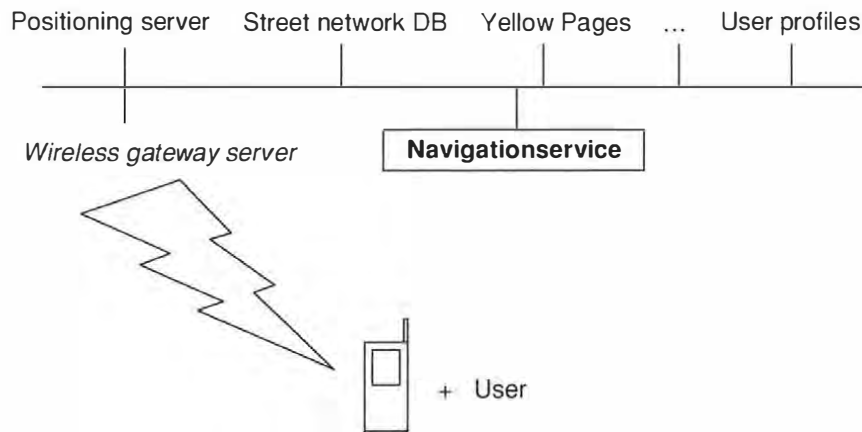 Positioning server Street network DB Yellow Pages ... User profiles
Wireless gateway server Navigationservice
+ User